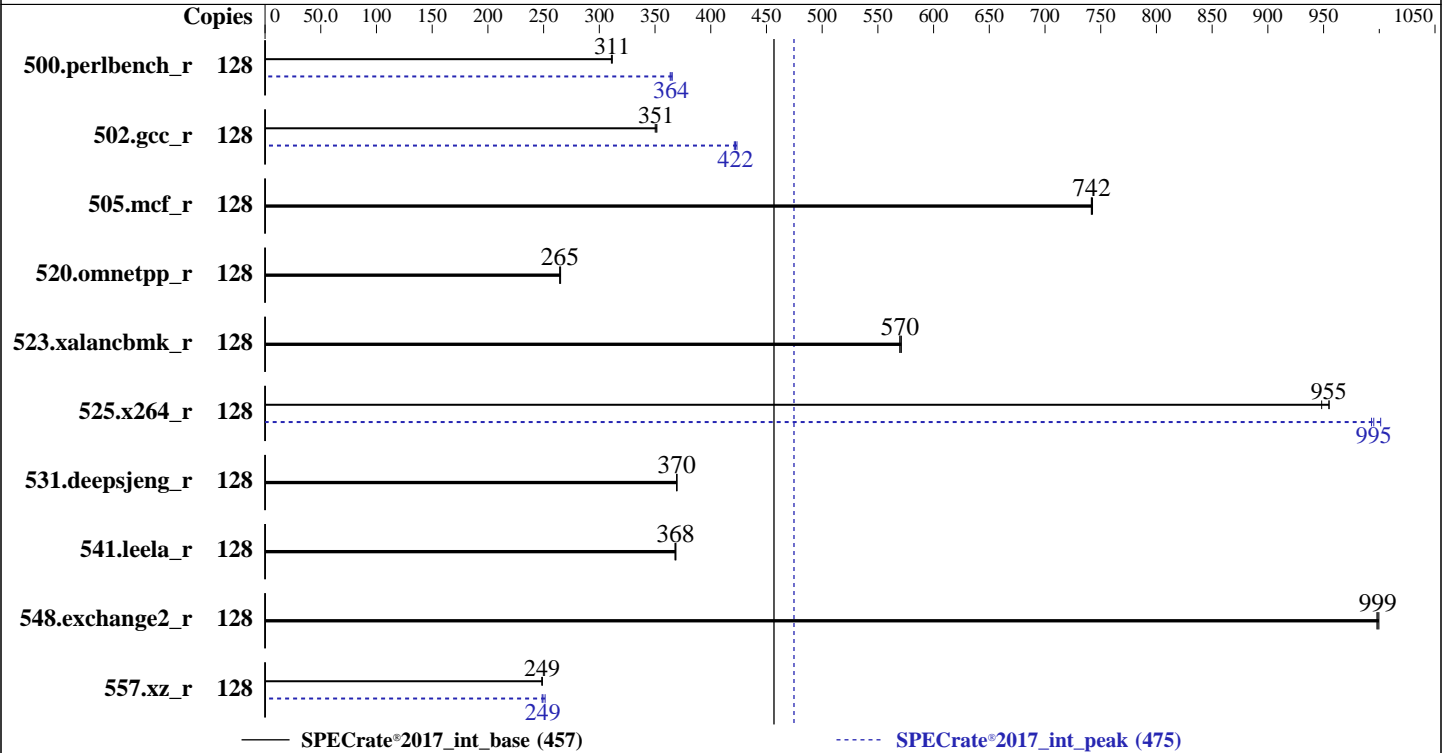 Copies 0 50.0 100 150 200 250 300 350 400 450 500 550 600 650 700 750 800 850 900 950 1050
311
500.perlbench_r 128
364
351
502.gcc_r 128
422
742
505.mcf_r 128
265
520.omnetpp_r 128
570
523.xalancbmk_r 128
955
525.x264_r 128
995
370
531.deepsjeng_r 128
368
541.leela_r 128
999
548.exchange2_r 128
249
557.xz_r 128
249
SPECrate®2017_int_base (457) SPECrate®2017_int_peak (475)